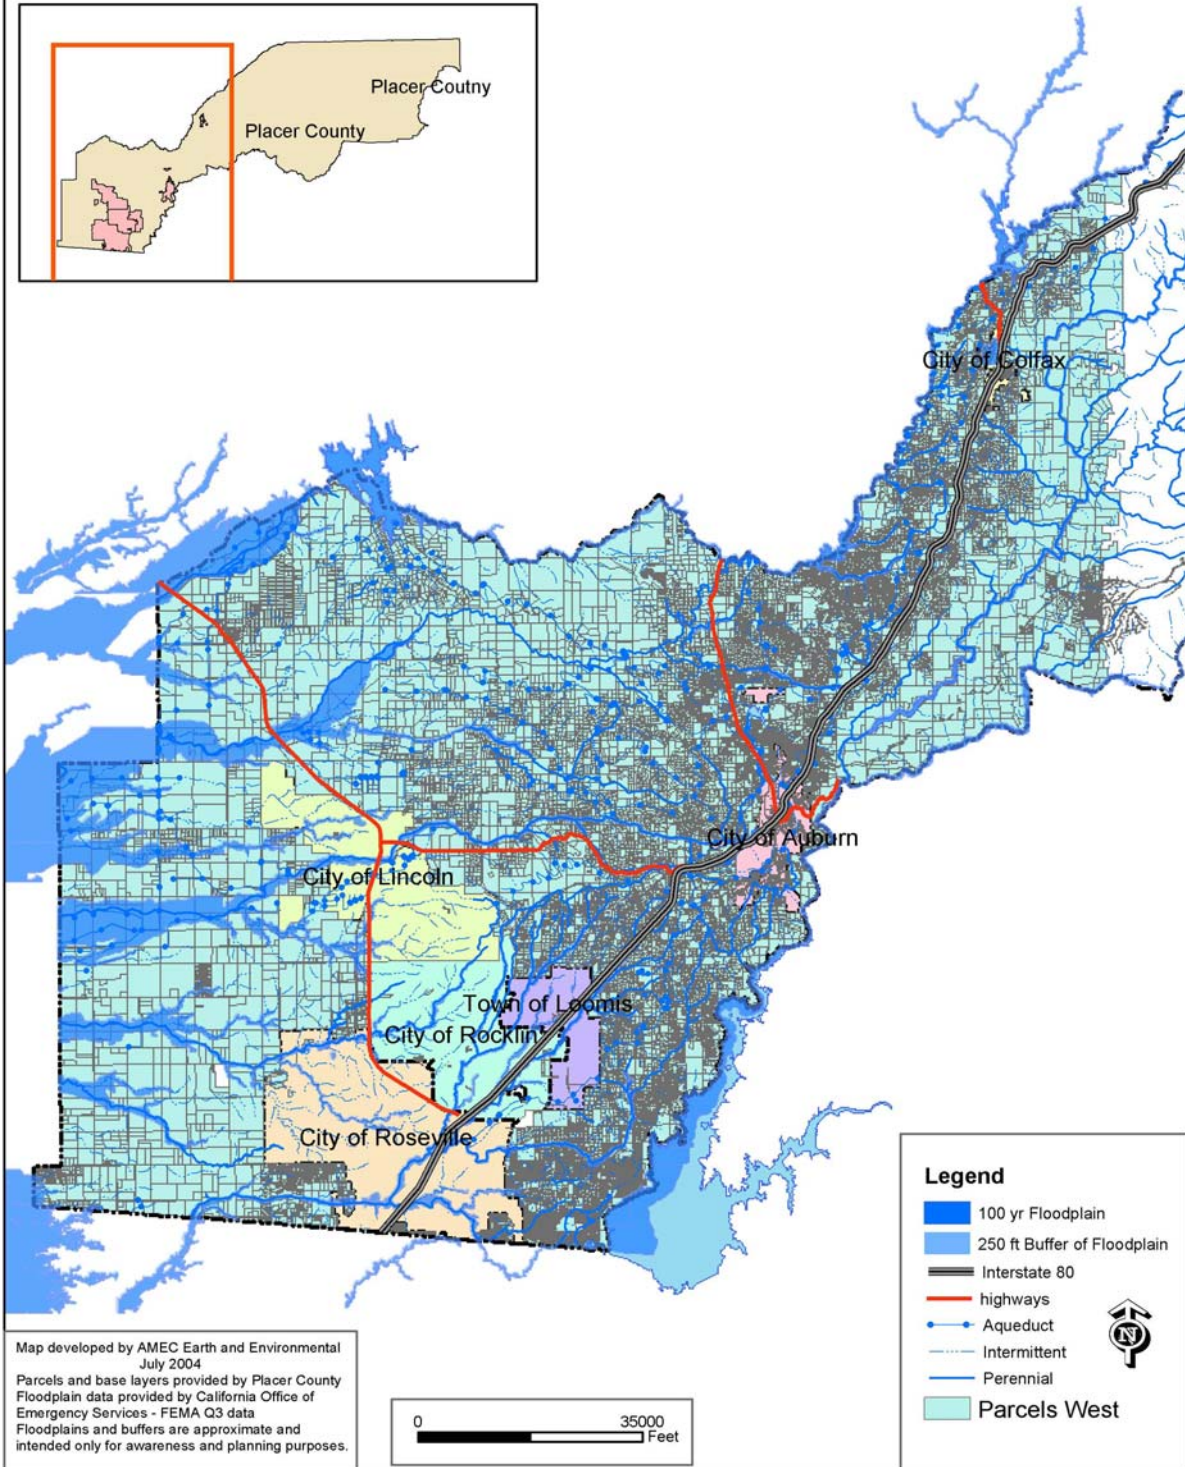 Placer Coutny
Placer County
City of Colfax
City of Auburn
City of Lincoln
Town of Loomis
City of Rocklin
City of Roseville
Legend
100 yr Floodplain
250 ft Buffer of Floodplain
Interstate 80
highways
Aqueduct
Intermittent
Perennial
Parcels West
N
Map developed by AMEC Earth and Environmental
July 2004
Parcels and base layers provided by Placer County
Floodplain data provided by California Office of
Emergency Services - FEMA Q3 data
Floodplains and buffers are approximate and
intended only for awareness and planning purposes.
0 35000
Feet